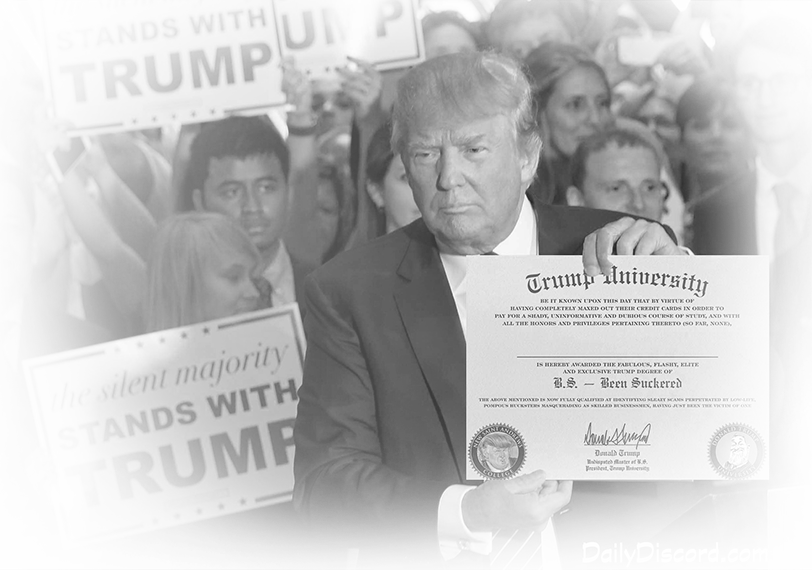 STANDS WITH
TRUMP
UMP
the silent majority
STANDS WITH
TRUMP
Trump University
BE IT KNOWN UPON THIS DAY THAT BY VIRTUE OF
HAVING COMPLETELY MAXED OUT THEIR CREDIT CARDS IN ORDER TO
PAY FOR A SHADY, UNINFORMATIVE AND DUBIOUS COURSE OF STUDY, AND WITH
ALL THE HONORS AND PRIVILEGES PERTAINING THERETO (SO FAR, NONE),
IS HEREBY AWARDED THE FABULOUS, FLASHY, ELITE
AND EXCLUSIVE TRUMP DEGREE OF
B.S. — Been Suckered
THE ABOVE MENTIONED IS NOW FULLY QUALIFIED AT IDENTIFYING SLEAZY SCAMS PERPETRATED BY
POMPOUS HUCKSTERS MASQUERADING AS SKILLED BUSINESSMEN, HAVING JUST BEEN THE VICTIM OF ONE.
Donald Trump
Undisputed Master of B.S.
President, Trump University
DailyDiscord.com